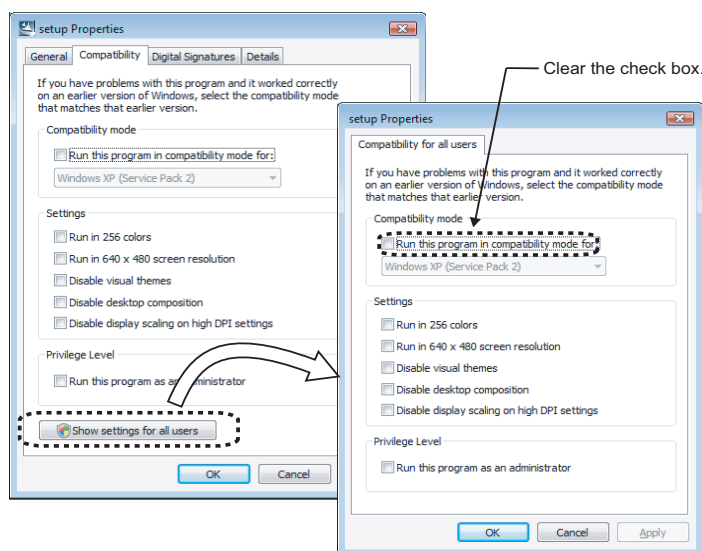 setup Properties
General Compatibility Digital Signatures Details
If you have problems with this program and it worked correctly
on an earlier version of Windows, select the compatibility mode
that matches that earlier version.
Compatibility mode
Run this program in compatibility mode for:
Windows XP (Service Pack 2)
Settings
Run in 256 colors
Run in 640 x 480 screen resolution
Disable visual themes
Disable desktop composition
Disable display scaling on high DPI settings
Privilege Level
Run this program as an administrator
Show settings for all users
OK Cancel
Clear the check box.
setup Properties
Compatibility for all users
If you have problems with this program and it worked correctly
on an earlier version of Windows, select the compatibility mode
that matches that earlier version.
Compatibility mode
Run this program in compatibility mode for
Windows XP (Service Pack 2)
Settings
Run in 256 colors
Run in 640 x 480 screen resolution
Disable visual themes
Disable desktop composition
Disable display scaling on high DPI settings
Privilege Level
Run this program as an administrator
OK Cancel Apply